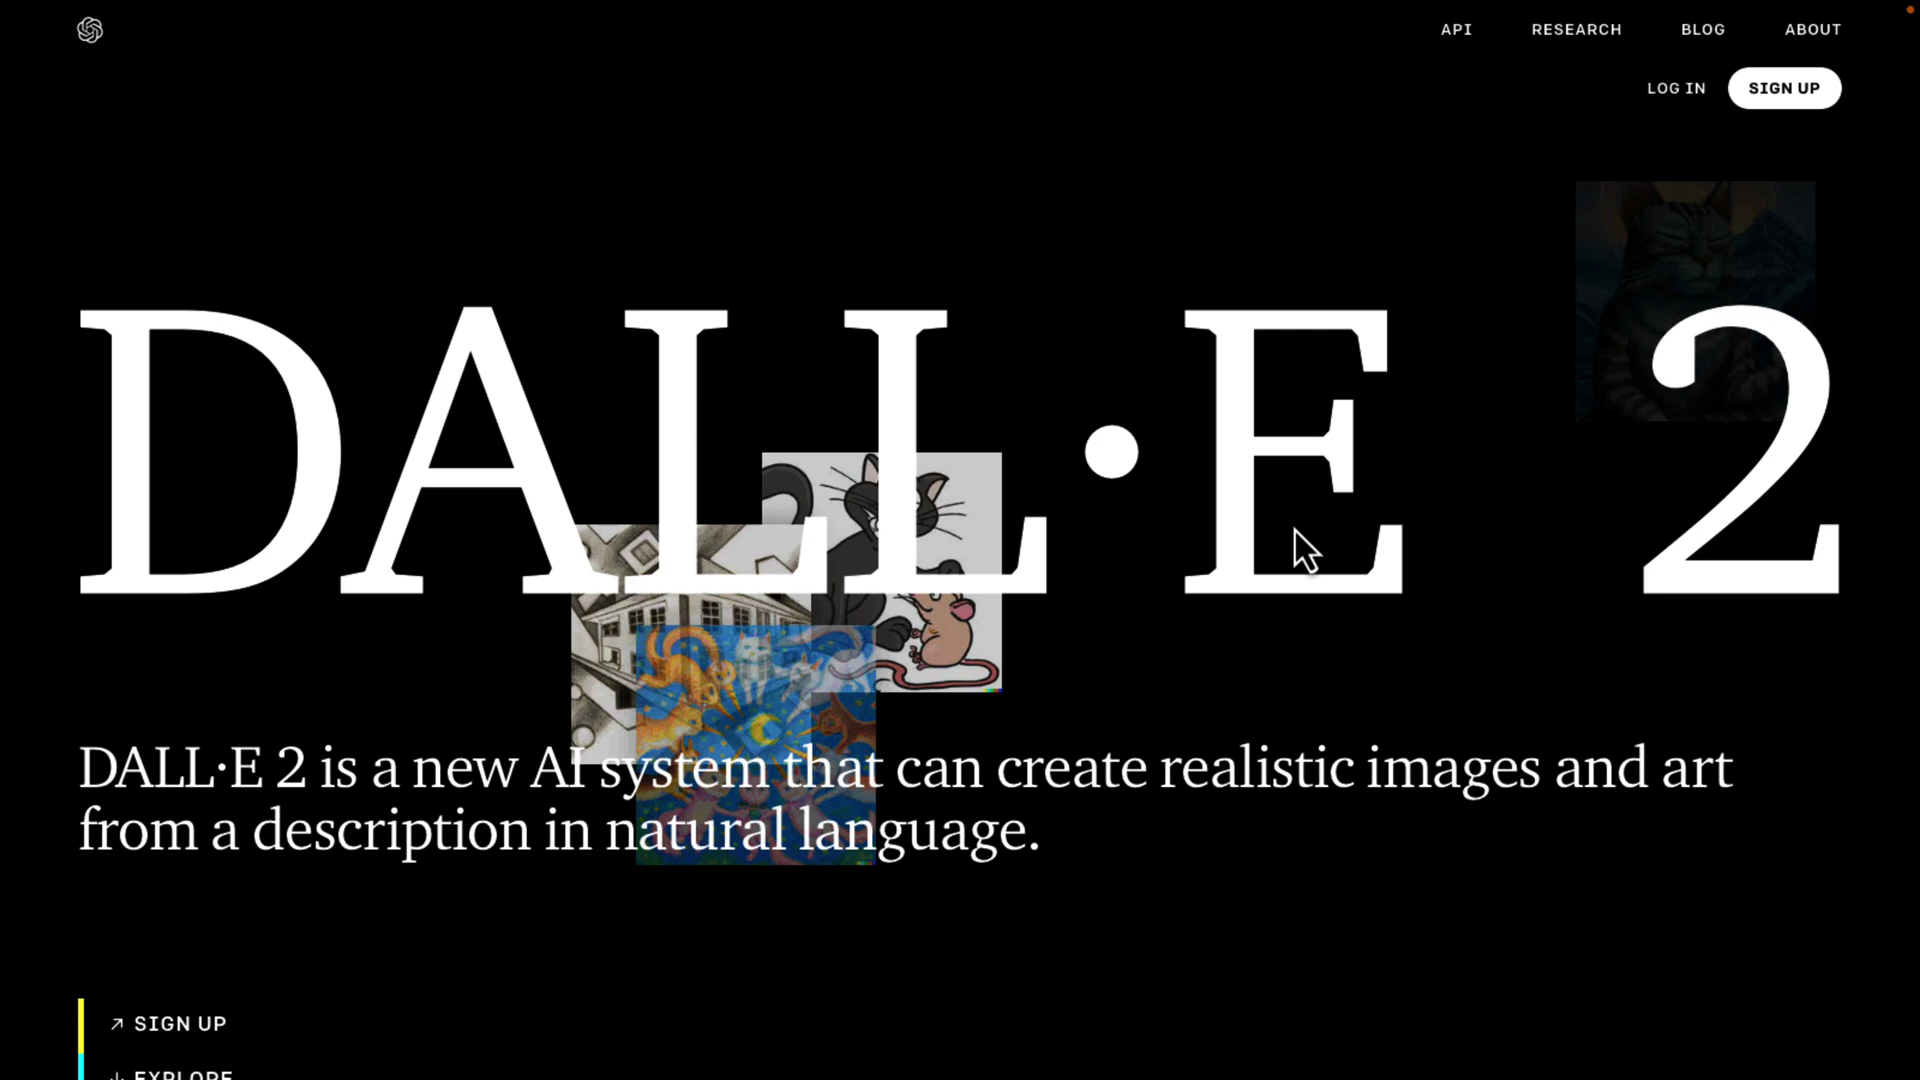 API RESEARCH BLOG ABOUT
LOG IN SIGN UP
DALL·E 2
DALL·E 2 is a new AI system that can create realistic images and art
from a description in natural language.
↗ SIGN UP
↓ EXPLORE